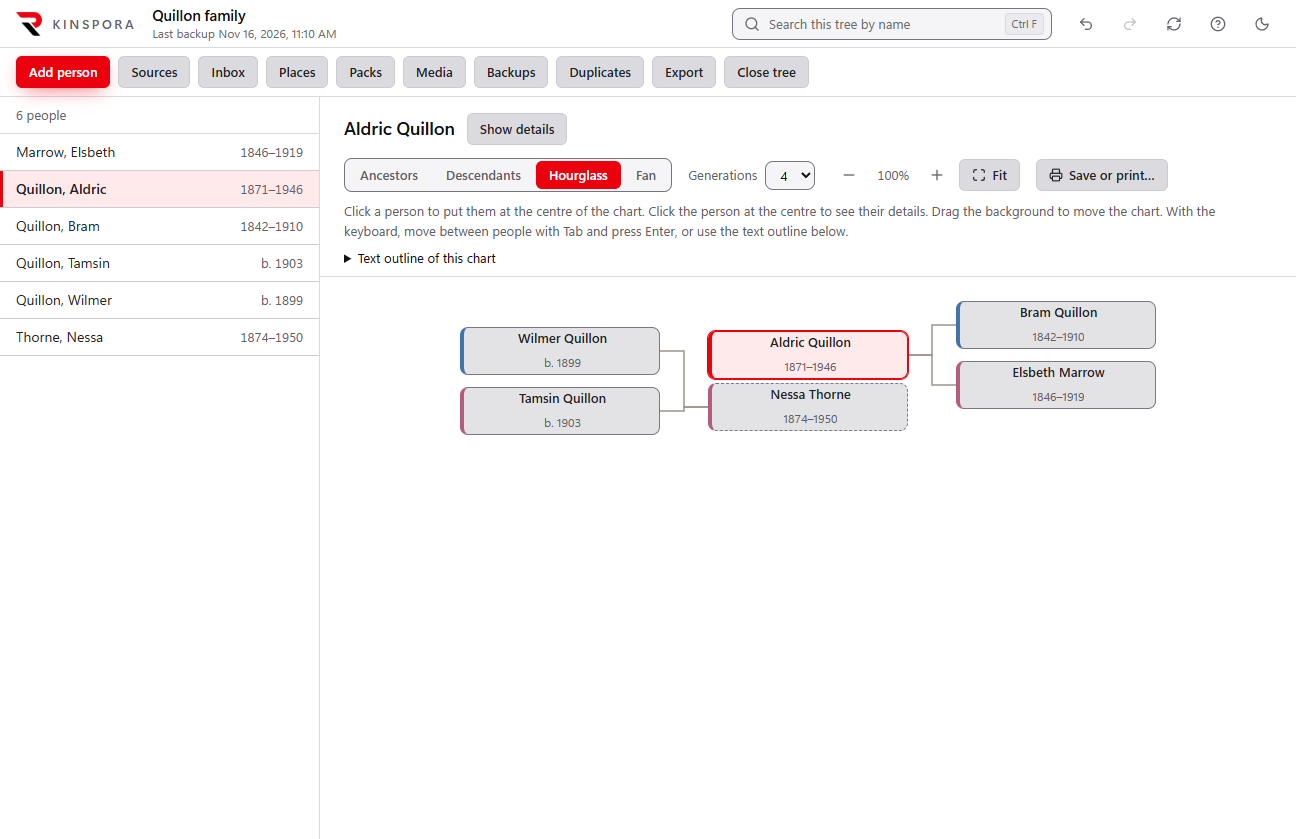 KINSPORA
Quillon family
Last backup Nov 16, 2026, 11:10 AM
Search this tree by name
Ctrl F
Add person
Sources
Inbox
Places
Packs
Media
Backups
Duplicates
Export
Close tree
6 people
Marrow, Elsbeth 1846–1919
Quillon, Aldric 1871–1946
Quillon, Bram 1842–1910
Quillon, Tamsin b. 1903
Quillon, Wilmer b. 1899
Thorne, Nessa 1874–1950
Aldric Quillon
Show details
Ancestors
Descendants
Hourglass
Fan
Generations
4
100%
Fit
Save or print...
Click a person to put them at the centre of the chart. Click the person at the centre to see their details. Drag the background to move the chart. With the
keyboard, move between people with Tab and press Enter, or use the text outline below.
Text outline of this chart
Wilmer Quillon
b. 1899
Tamsin Quillon
b. 1903
Aldric Quillon
1871–1946
Nessa Thorne
1874–1950
Bram Quillon
1842–1910
Elsbeth Marrow
1846–1919